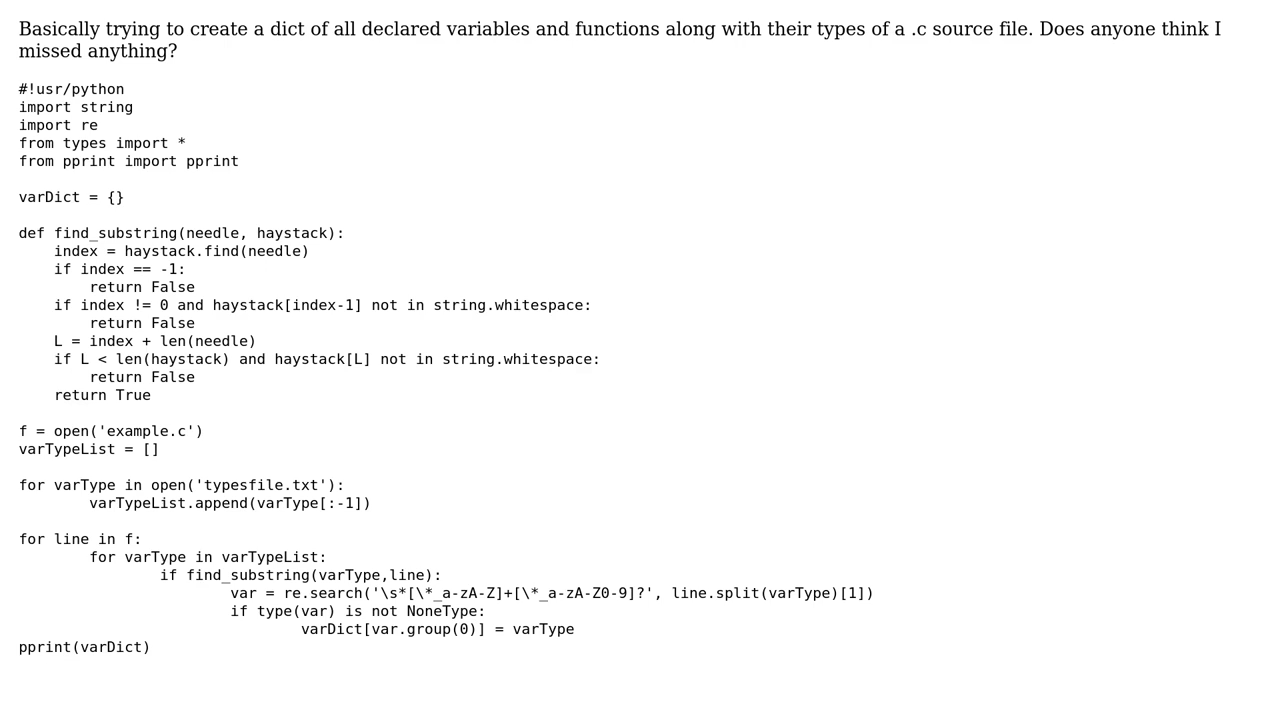 Basically trying to create a dict of all declared variables and functions along with their types of a .c source file. Does anyone think I
missed anything?
#!usr/python
import string
import re
from types import *
from pprint import pprint
varDict = {}
def find_substring(needle, haystack):
    index = haystack.find(needle)
    if index == -1:
        return False
    if index != 0 and haystack[index-1] not in string.whitespace:
        return False
    L = index + len(needle)
    if L < len(haystack) and haystack[L] not in string.whitespace:
        return False
    return True
f = open('example.c')
varTypeList = []
for varType in open('typesfile.txt'):
        varTypeList.append(varType[:-1])
for line in f:
        for varType in varTypeList:
                if find_substring(varType,line):
                        var = re.search('\s*[\*_a-zA-Z]+[\*_a-zA-Z0-9]?', line.split(varType)[1])
                        if type(var) is not NoneType:
                                varDict[var.group(0)] = varType
pprint(varDict)